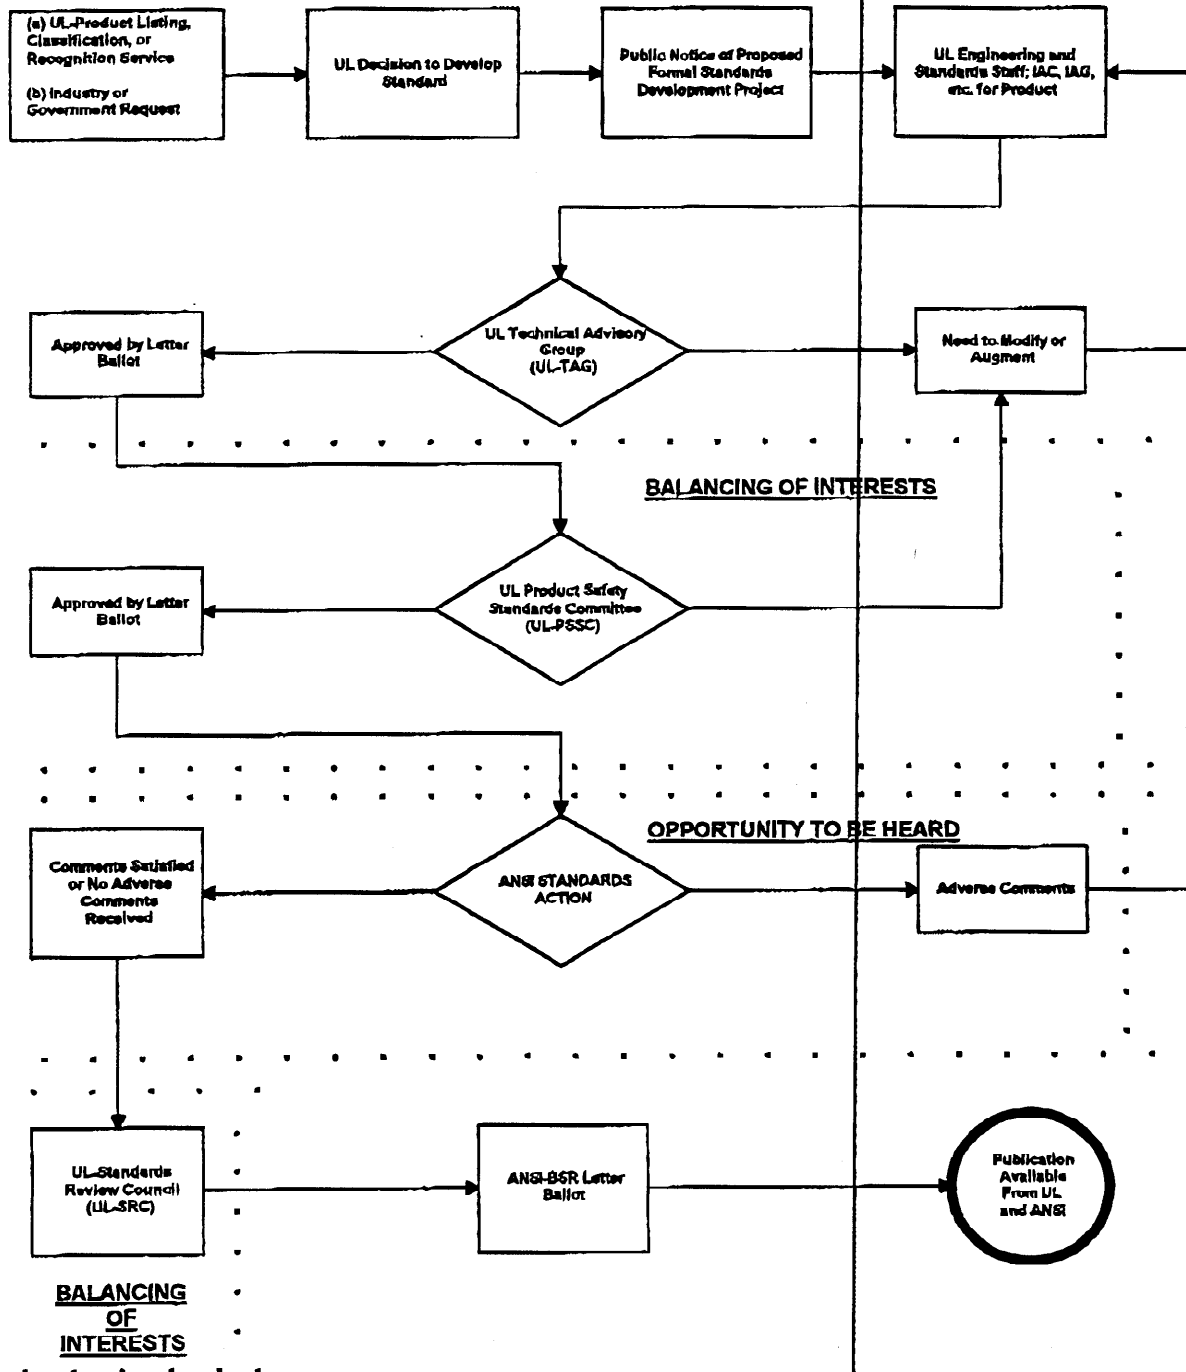 (a) UL-Product Listing,
Classification, or
Recognition Service
(b) Industry or
Government Request
UL Decision to Develop
Standard
Public Notice of Proposed
Formal Standards
Development Project
UL Engineering and
Standards Staff; IAC, IAG,
etc. for Product
Approved by Letter
Ballot
UL Technical Advisory
Group
(UL-TAG)
Need to Modify or
Augment
BALANCING OF INTERESTS
Approved by Letter
Ballot
UL Product Safety
Standards Committee
(UL-PSSC)
OPPORTUNITY TO BE HEARD
Comments Satisfied
or No Adverse
Comments
Received
ANSI STANDARDS
ACTION
Adverse Comments
UL-Standards
Review Council
(UL-SRC)
ANSI-BSR Letter
Ballot
Publication
Available
From UL
and ANSI
BALANCING
OF
INTERESTS